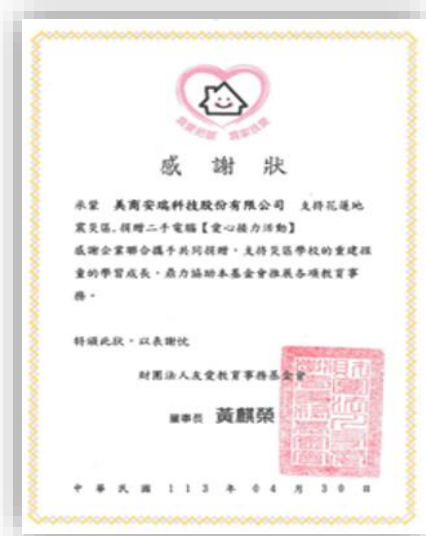 感謝狀
承蒙 美商安瑞科技股份有限公司 支持花蓮地
震災區,捐贈二手電腦【愛心接力活動】
感謝企業聯合攜手共同捐贈,支持災區學校的重建孩
童的學習成長,鼎力協助本基金會推展各項教育事
務。
特頒此狀,以表謝忱
財團法人友愛教育事務基金會
董事長 黃麒榮
中華民國 113 年 04 月 30 日